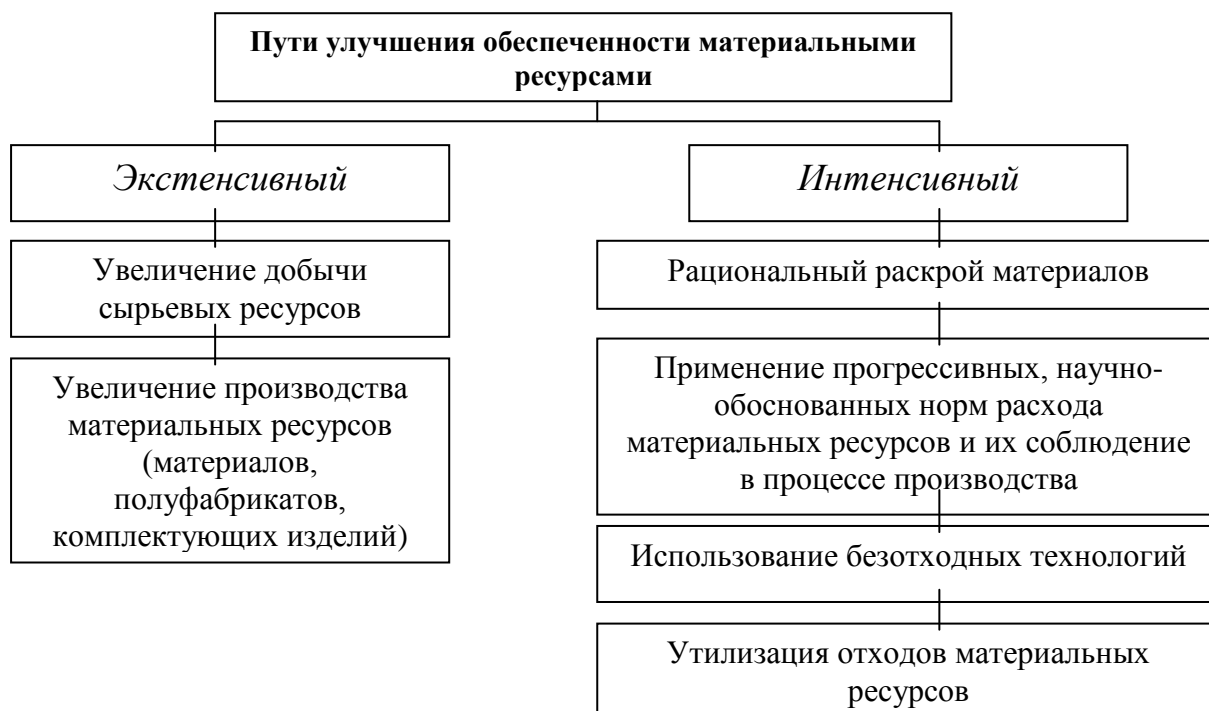 Пути улучшения обеспеченности материальными
ресурсами
Экстенсивный
Интенсивный
Увеличение добычи
сырьевых ресурсов
Увеличение производства
материальных ресурсов
(материалов,
полуфабрикатов,
комплектующих изделий)
Рациональный раскрой материалов
Применение прогрессивных, научно-
обоснованных норм расхода
материальных ресурсов и их соблюдение
в процессе производства
Использование безотходных технологий
Утилизация отходов материальных
ресурсов